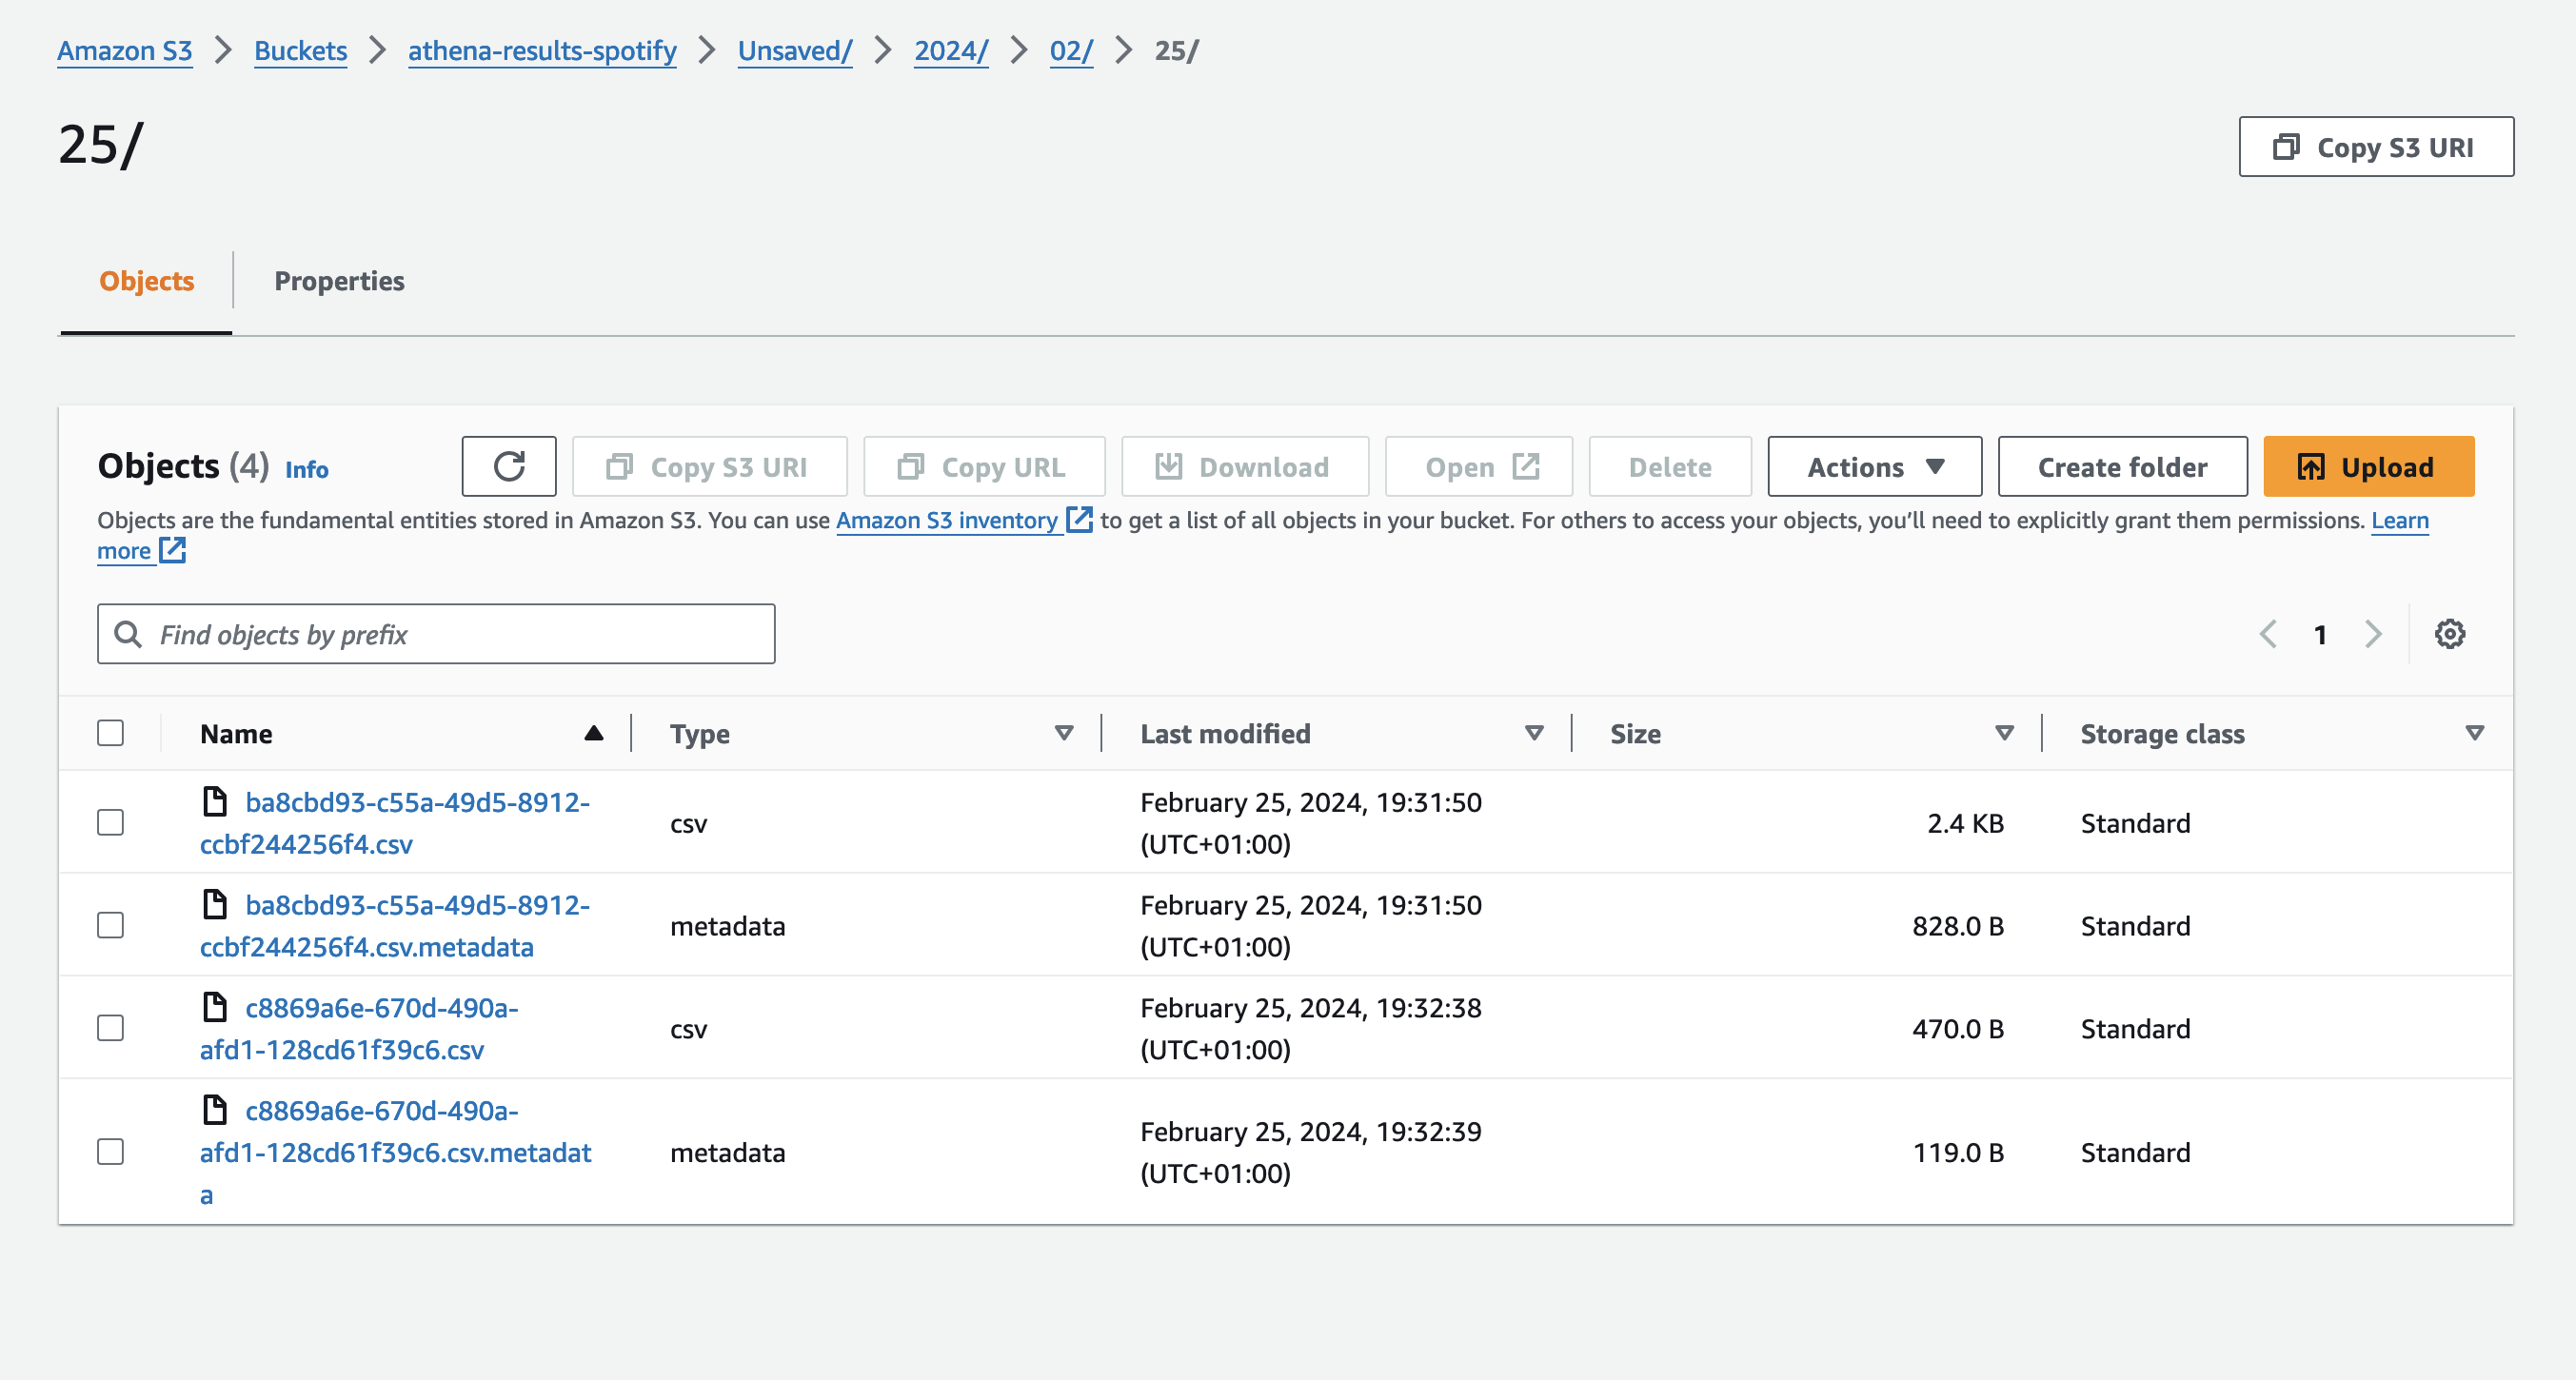 Amazon S3 > Buckets > athena-results-spotify > Unsaved/ > 2024/ > 02/ > 25/
25/
Copy S3 URI
Objects
Properties
Objects (4) Info
Copy S3 URI
Copy URL
Download
Open
Delete
Actions
Create folder
Upload
Objects are the fundamental entities stored in Amazon S3. You can use Amazon S3 inventory to get a list of all objects in your bucket. For others to access your objects, you’ll need to explicitly grant them permissions. Learn
more
Find objects by prefix
1
Name
Type
Last modified
Size
Storage class
ba8cbd93-c55a-49d5-8912-
ccbf244256f4.csv
csv
February 25, 2024, 19:31:50
(UTC+01:00)
2.4 KB
Standard
ba8cbd93-c55a-49d5-8912-
ccbf244256f4.csv.metadata
metadata
February 25, 2024, 19:31:50
(UTC+01:00)
828.0 B
Standard
c8869a6e-670d-490a-
afd1-128cd61f39c6.csv
csv
February 25, 2024, 19:32:38
(UTC+01:00)
470.0 B
Standard
c8869a6e-670d-490a-
afd1-128cd61f39c6.csv.metadat
a
metadata
February 25, 2024, 19:32:39
(UTC+01:00)
119.0 B
Standard